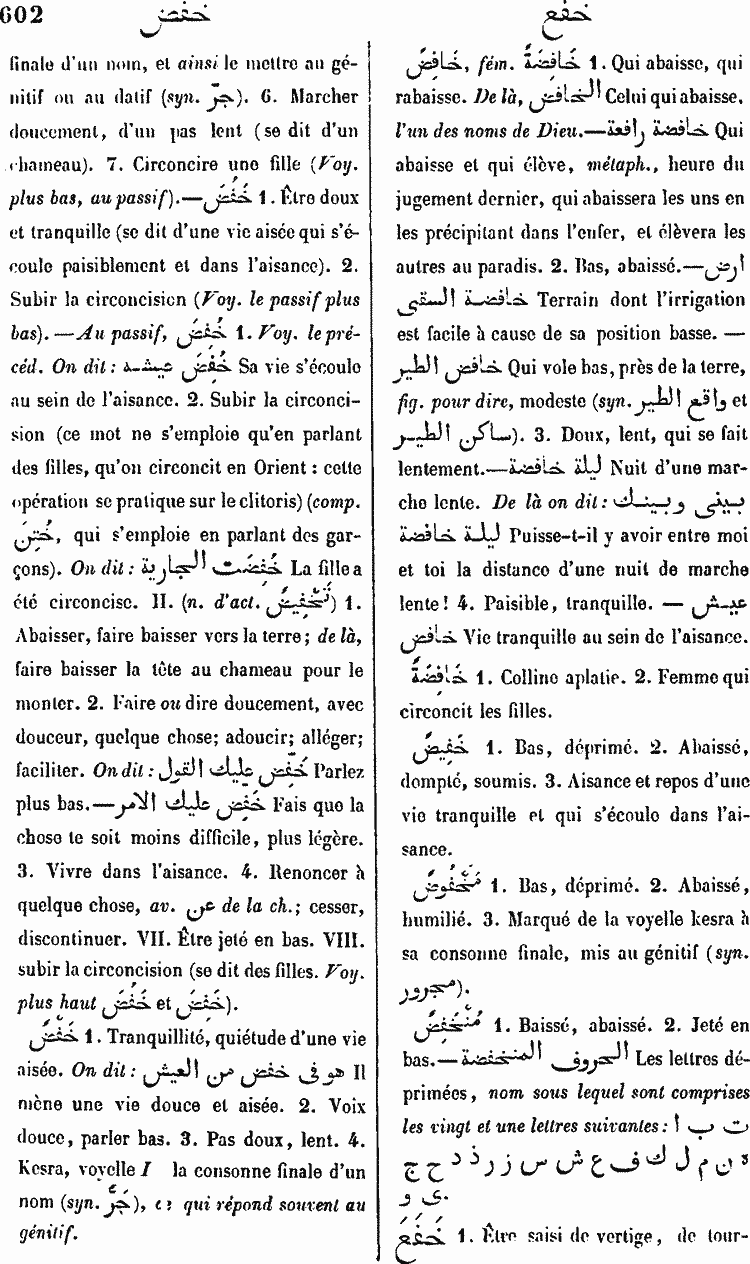 602 خفض خفع
finale d'un nom, et ainsi le mettre au gé-
nitif ou au datif (syn. جرّ). 6. Marcher
doucement, d'un pas lent (se dit d'un
chameau). 7. Circoncire une fille (Voy.
plus bas, au passif).—خَفُضَ 1. Être doux
et tranquille (se dit d'une vie aisée qui s'é-
coule paisiblement et dans l'aisance). 2.
Subir la circoncision (Voy. le passif plus
bas). —Au passif, خُفِضَ 1. Voy. le pré-
céd. On dit: خُفِضَ عيشه Sa vie s'écoule
au sein de l'aisance. 2. Subir la circonci-
sion (ce mot ne s'emploie qu'en parlant
des filles, qu'on circoncit en Orient : cette
opération se pratique sur le clitoris) (comp.
خُتِنَ, qui s'emploie en parlant des gar-
çons). On dit: خُفِضَت الجارية La fille a
été circoncise. II. (n. d'act. تَخْفِيضٌ) 1.
Abaisser, faire baisser vers la terre; de là,
faire baisser la tête au chameau pour le
monter. 2. Faire ou dire doucement, avec
douceur, quelque chose; adoucir; alléger;
faciliter. On dit: خَفِّض عليك القول Parlez
plus bas.—خَفِّض عليك الامر Fais que la
chose te soit moins difficile, plus légère.
3. Vivre dans l'aisance. 4. Renoncer à
quelque chose, av. عن de la ch.; cesser,
discontinuer. VII. Être jeté en bas. VIII.
subir la circoncision (se dit des filles. Voy.
plus haut خَفُضَ et خُفِضَ).
خَفْضٌ 1. Tranquillité, quiétude d'une vie
aisée. On dit: هو فى خفض من العيش Il
mène une vie douce et aisée. 2. Voix
douce, parler bas. 3. Pas doux, lent. 4.
Kesra, voyelle I la consonne finale d'un
nom (syn. جَرٌّ), qui répond souvent au
génitif.
خَافِضٌ, fém. خَافِضَةٌ 1. Qui abaisse, qui
rabaisse. De là, الخافض Celui qui abaisse,
l'un des noms de Dieu.—خافضة رافعة Qui
abaisse et qui élève, métaph., heure du
jugement dernier, qui abaissera les uns en
les précipitant dans l'enfer, et élèvera les
autres au paradis. 2. Bas, abaissé.—ارض
خافضة السقى Terrain dont l'irrigation
est facile à cause de sa position basse. —
خافض الطير Qui vole bas, près de la terre,
fig. pour dire, modeste (syn. واقع الطير et
ساكن الطير). 3. Doux, lent, qui se fait
lentement.—ليلة خافضة Nuit d'une mar-
che lente. De là on dit: بينى وبينك
ليلة خافضة Puisse-t-il y avoir entre moi
et toi la distance d'une nuit de marche
lente! 4. Paisible, tranquille. — عيش
خافض Vie tranquille au sein de l'aisance.
خَافِضَةٌ 1. Colline aplatie. 2. Femme qui
circoncit les filles.
خَفِيضٌ 1. Bas, déprimé. 2. Abaissé,
dompté, soumis. 3. Aisance et repos d'une
vie tranquille et qui s'écoule dans l'ai-
sance.
مَخْفُوضٌ 1. Bas, déprimé. 2. Abaissé,
humilié. 3. Marqué de la voyelle kesra à
sa consonne finale, mis au génitif (syn.
مجرور).
مُنْخَفِضٌ 1. Baissé, abaissé. 2. Jeté en
bas.—الحروف المنخفضة Les lettres dé-
primées, nom sous lequel sont comprises
les vingt et une lettres suivantes: ا ب ت
ج ح د ذ ر ز س ش ع ف ك ل م ن ه
و ى.
خَفَعَ 1. Être saisi de vertige, de tour-